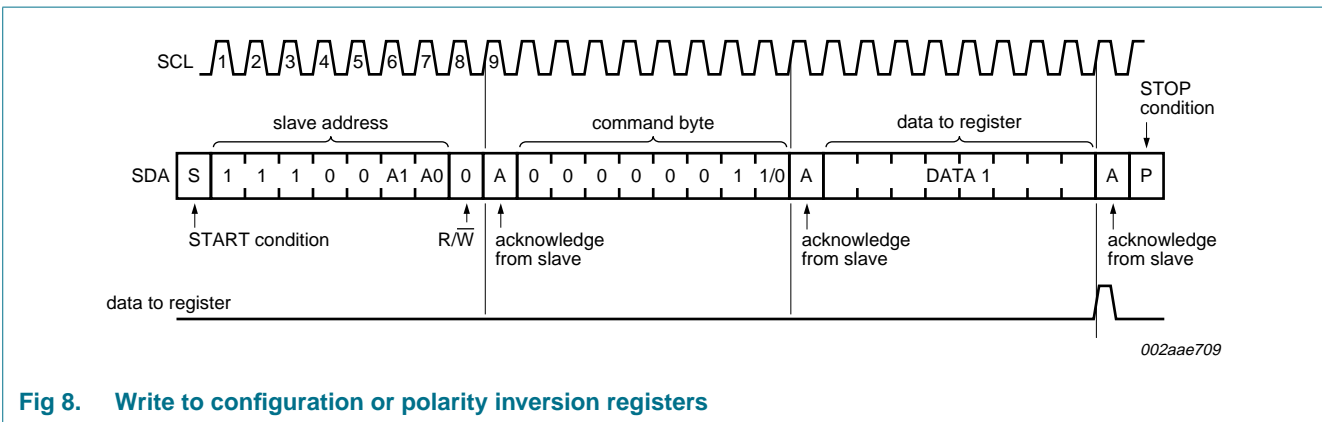 SCL 1 2 3 4 5 6 7 8 9
STOP
condition
slave address command byte data to register
SDA S 1 1 1 0 0 A1 A0 0 A 0 0 0 0 0 0 1 1/0 A DATA 1 A P
START condition R/W̅ acknowledge from slave acknowledge from slave acknowledge from slave
data to register
002aae709
Fig 8. Write to configuration or polarity inversion registers